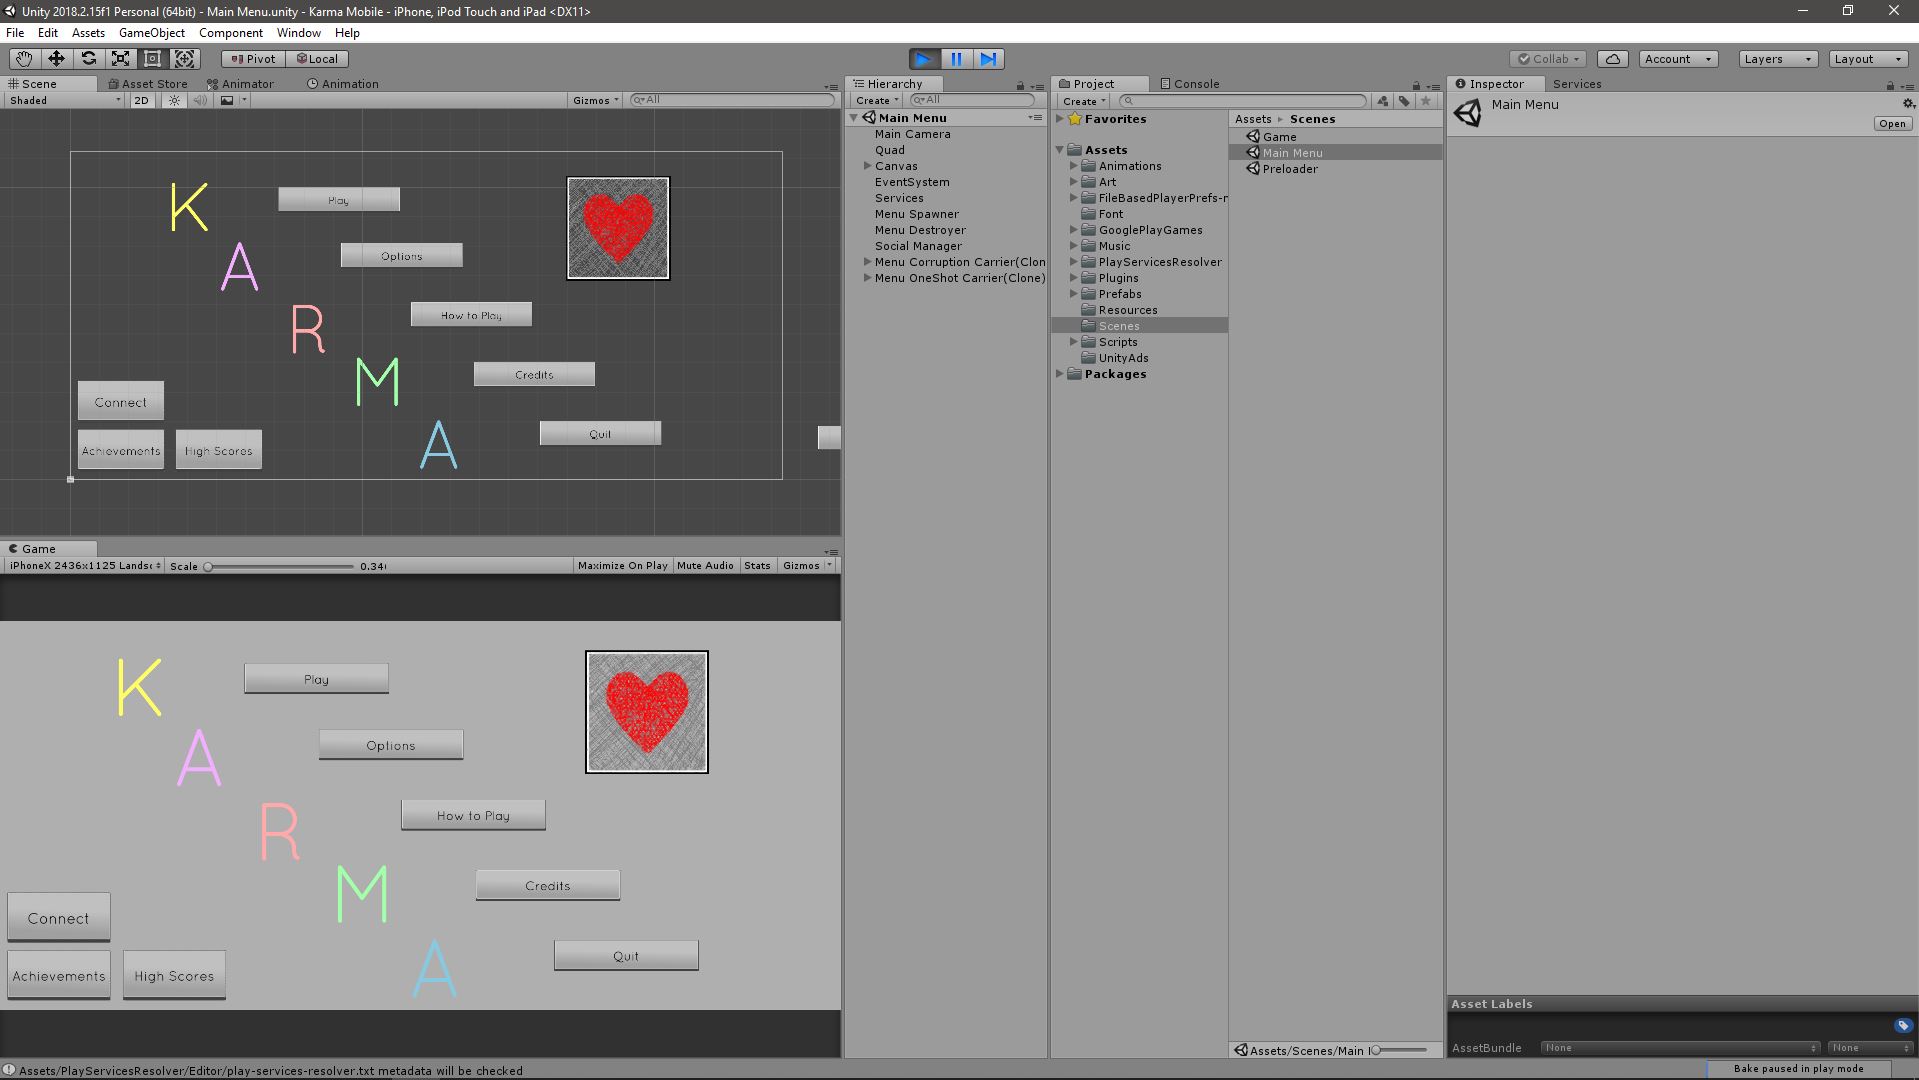 Unity 2018.2.15f1 Personal (64bit) - Main Menu.unity - Karma Mobile - iPhone, iPod Touch and iPad <DX11>
File Edit Assets GameObject Component Window Help
Pivot Local Collab Account Layers Layout
Scene Asset Store Animator Animation
Shaded 2D Gizmos All
K
Play
A
Options
R
How to Play
M
Credits
A
Quit
Connect
Achievements High Scores
Game
iPhoneX 2436x1125 Landsc Scale 0.34 Maximize On Play Mute Audio Stats Gizmos
K
Play
A
Options
R
How to Play
M
Credits
A
Quit
Connect
Achievements High Scores
Hierarchy
Create All
Main Menu
Main Camera
Quad
Canvas
EventSystem
Services
Menu Spawner
Menu Destroyer
Social Manager
Menu Corruption Carrier(Clon
Menu OneShot Carrier(Clone)
Project Console
Create
Favorites
Assets
Animations
Art
FileBasedPlayerPrefs-r
Font
GooglePlayGames
Music
PlayServicesResolver
Plugins
Prefabs
Resources
Scenes
Scripts
UnityAds
Packages
Assets Scenes
Game
Main Menu
Preloader
Assets/Scenes/Main
Inspector Services
Main Menu
Open
Asset Labels
AssetBundle None None
Assets/PlayServicesResolver/Editor/play-services-resolver.txt metadata will be checked
Bake paused in play mode